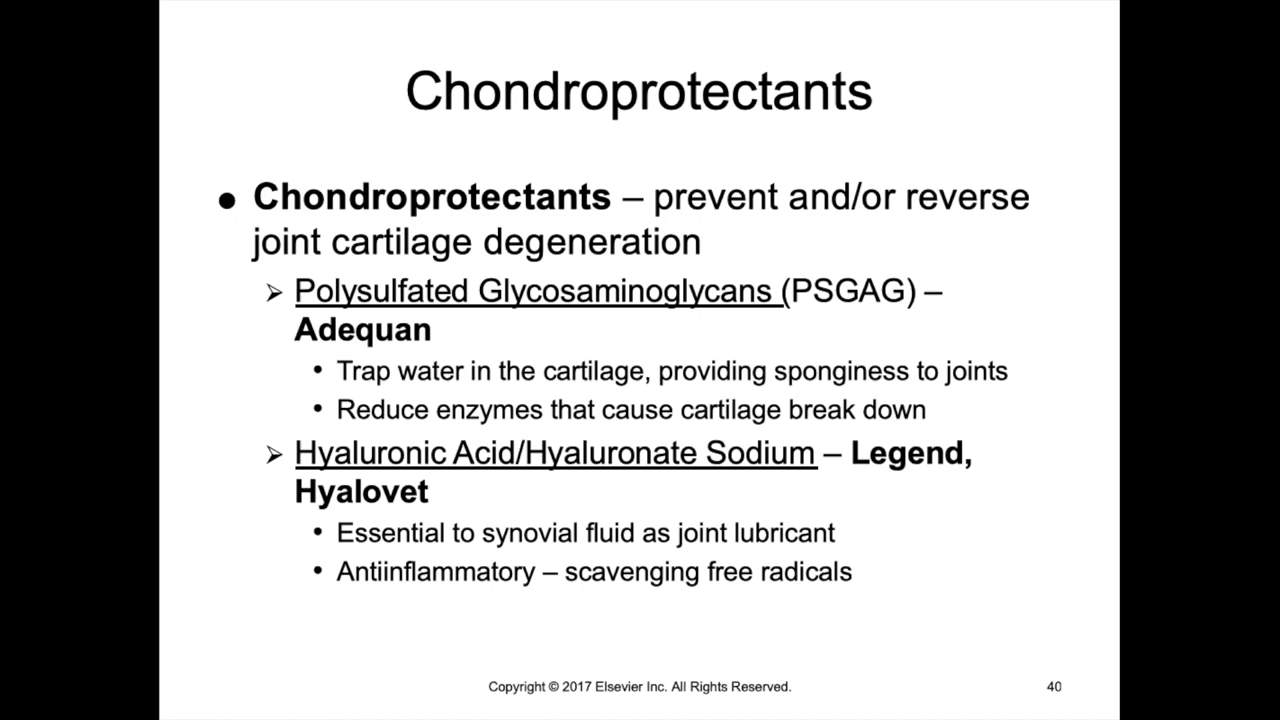 Chondroprotectants
● Chondroprotectants – prevent and/or reverse
joint cartilage degeneration
➢ Polysulfated Glycosaminoglycans (PSGAG) –
Adequan
• Trap water in the cartilage, providing sponginess to joints
• Reduce enzymes that cause cartilage break down
➢ Hyaluronic Acid/Hyaluronate Sodium – Legend,
Hyalovet
• Essential to synovial fluid as joint lubricant
• Antiinflammatory – scavenging free radicals
Copyright © 2017 Elsevier Inc. All Rights Reserved.
40